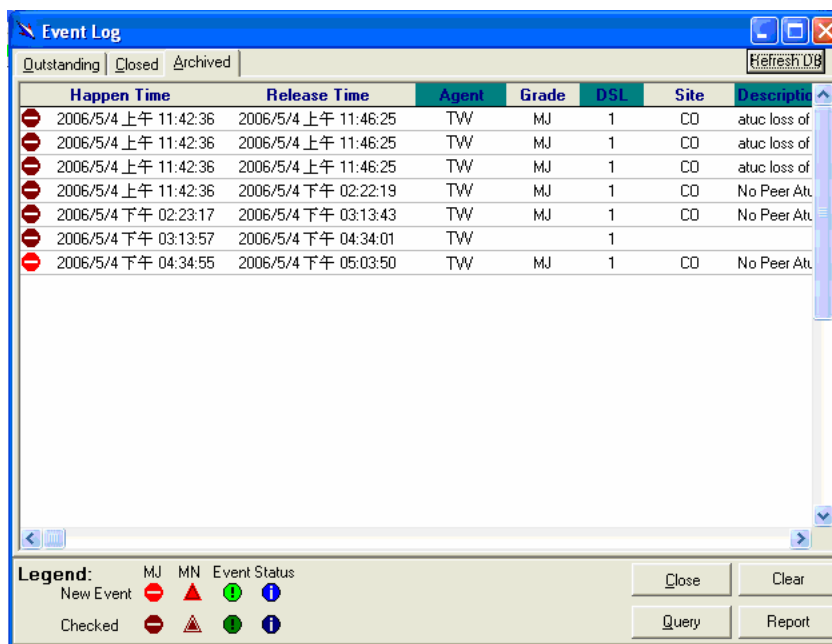 Event Log
Outstanding Closed Archived Refresh DB
Happen Time Release Time Agent Grade DSL Site Descriptio
2006/5/4 上午 11:42:36 2006/5/4 上午 11:46:25 TW MJ 1 CO atuc loss of
2006/5/4 上午 11:42:36 2006/5/4 上午 11:46:25 TW MJ 1 CO atuc loss of
2006/5/4 上午 11:42:36 2006/5/4 上午 11:46:25 TW MJ 1 CO atuc loss of
2006/5/4 上午 11:42:36 2006/5/4 下午 02:22:19 TW MJ 1 CO No Peer Atu
2006/5/4 下午 02:23:17 2006/5/4 下午 03:13:43 TW MJ 1 CO No Peer Atu
2006/5/4 下午 03:13:57 2006/5/4 下午 04:34:01 TW 1
2006/5/4 下午 04:34:55 2006/5/4 下午 05:03:50 TW MJ 1 CO No Peer Atu
Legend: MJ MN Event Status
New Event
Checked
Close Clear
Query Report